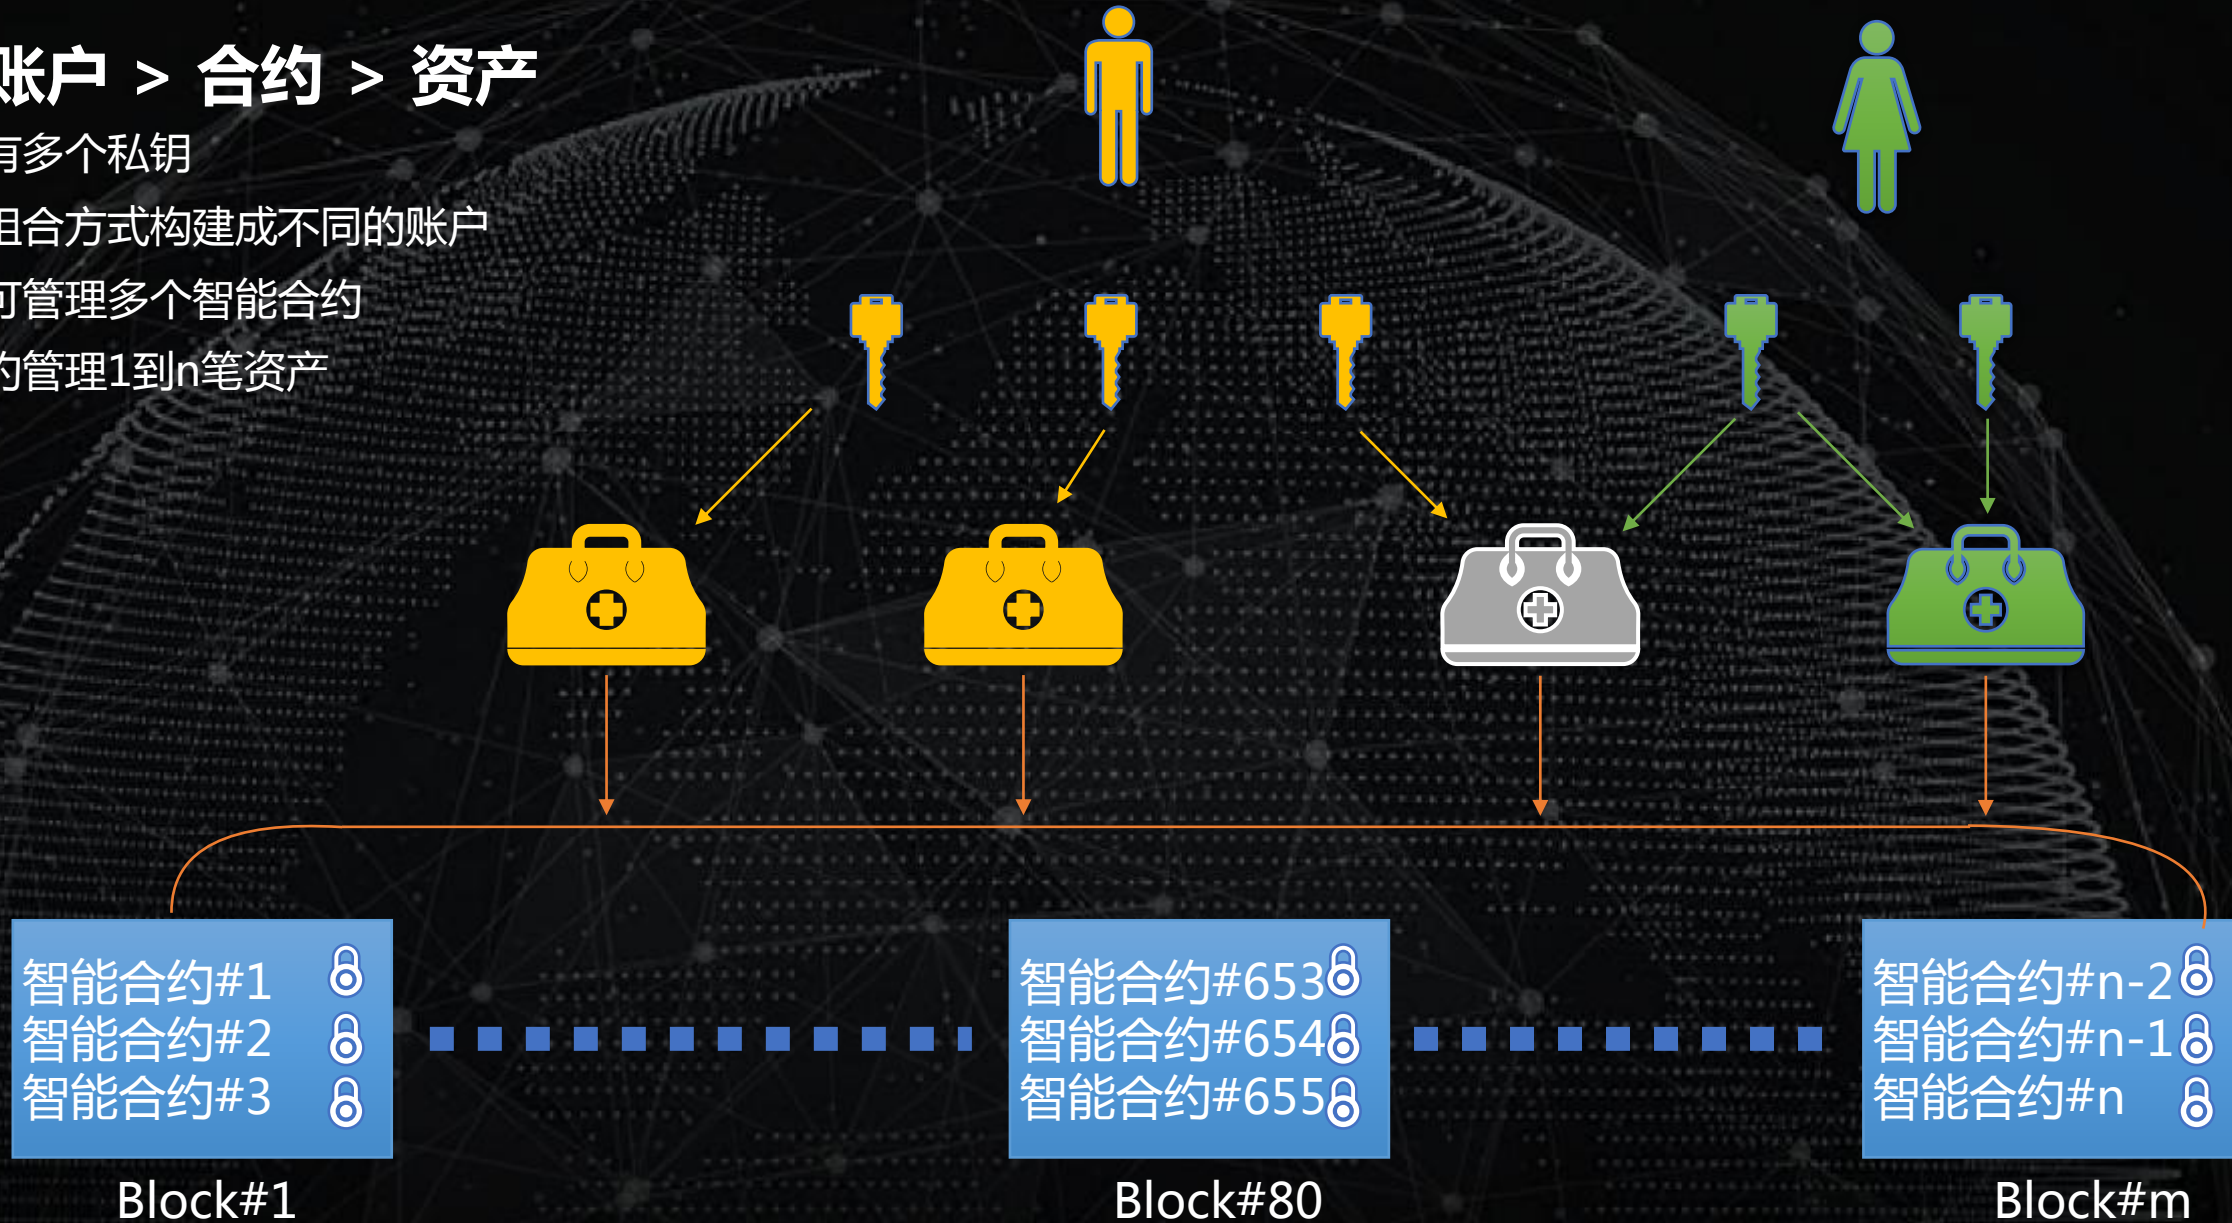 账户 > 合约 > 资产
有多个私钥
组合方式构建成不同的账户
可管理多个智能合约
约管理1到n笔资产
智能合约#1
智能合约#2
智能合约#3
Block#1
智能合约#653
智能合约#654
智能合约#655
Block#80
智能合约#n-2
智能合约#n-1
智能合约#n
Block#m